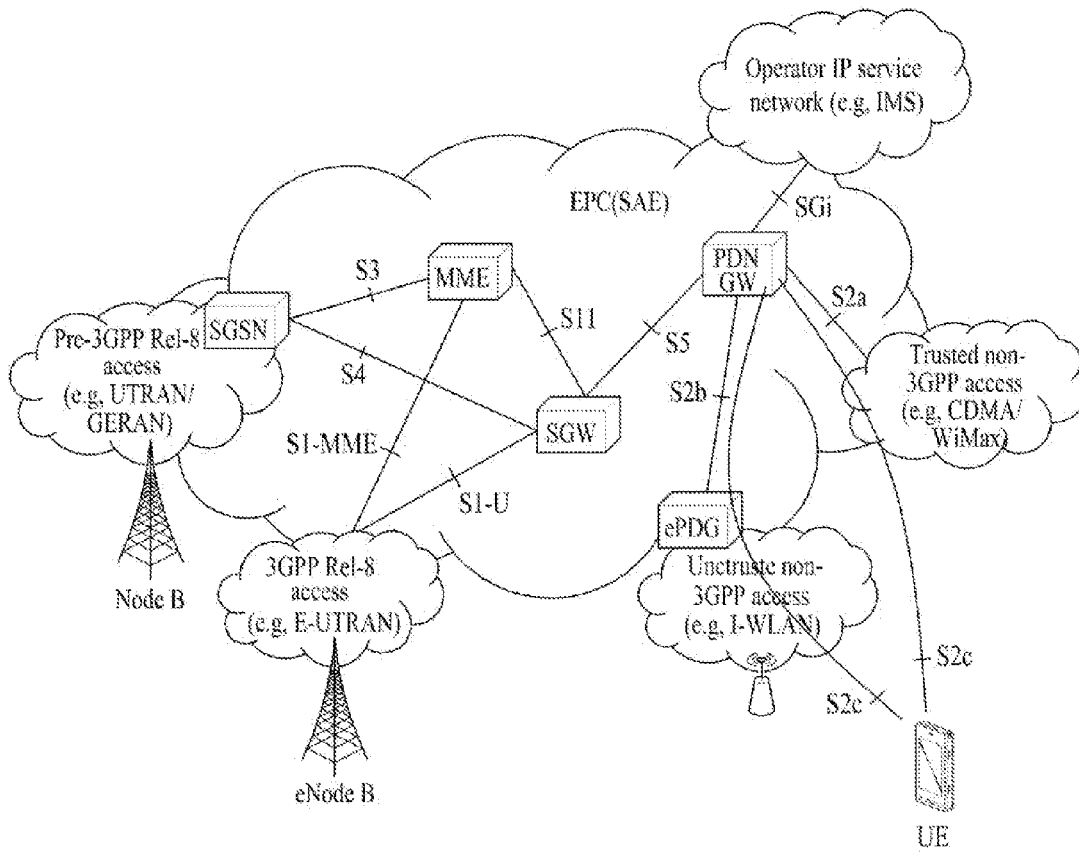 Operator IP service
network (e.g, IMS)
EPC(SAE)
SGi
PDN
GW
MME
S3
S2a
SGSN
S11
S5
Pre-3GPP Rel-8
access
(e.g, UTRAN/
GERAN)
S4
Trusted non-
3GPP access
(e.g, CDMA/
WiMax)
S2b
SGW
S1-MME
S1-U
ePDG
3GPP Rel-8
access
(e.g, E-UTRAN)
Unctruste non-
3GPP access
(e.g, I-WLAN)
Node B
S2c
S2c
eNode B
UE